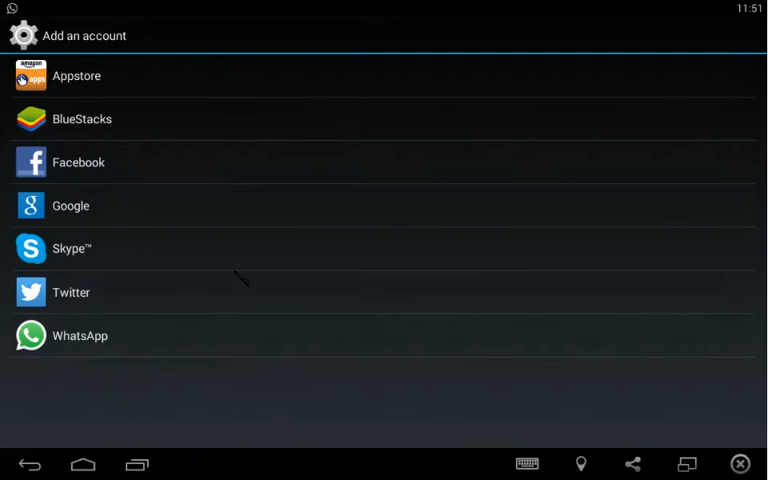 11:51
Add an account
amazon
apps
Appstore
BlueStacks
f
Facebook
g
Google
S
Skype™
Twitter
WhatsApp